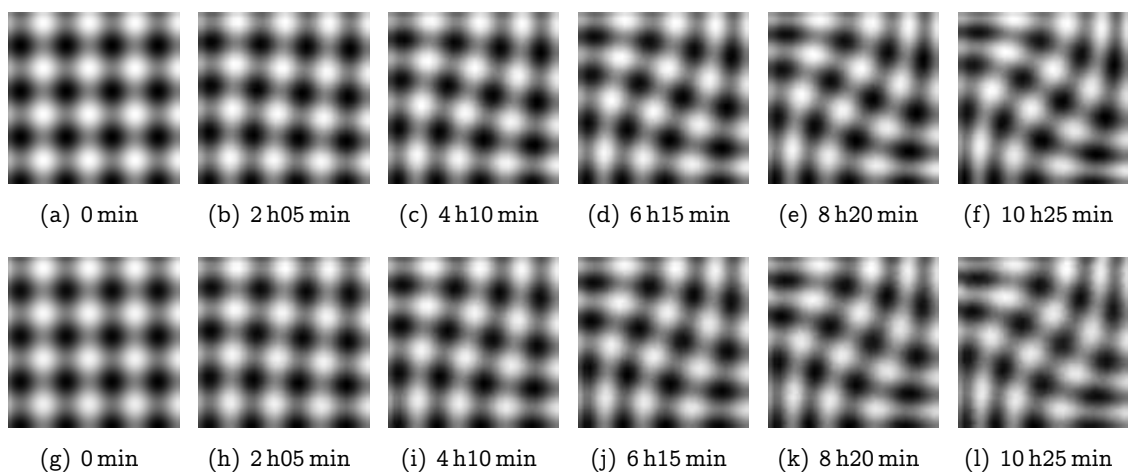 (a) 0 min (b) 2 h05 min (c) 4 h10 min (d) 6 h15 min (e) 8 h20 min (f) 10 h25 min
(g) 0 min (h) 2 h05 min (i) 4 h10 min (j) 6 h15 min (k) 8 h20 min (l) 10 h25 min